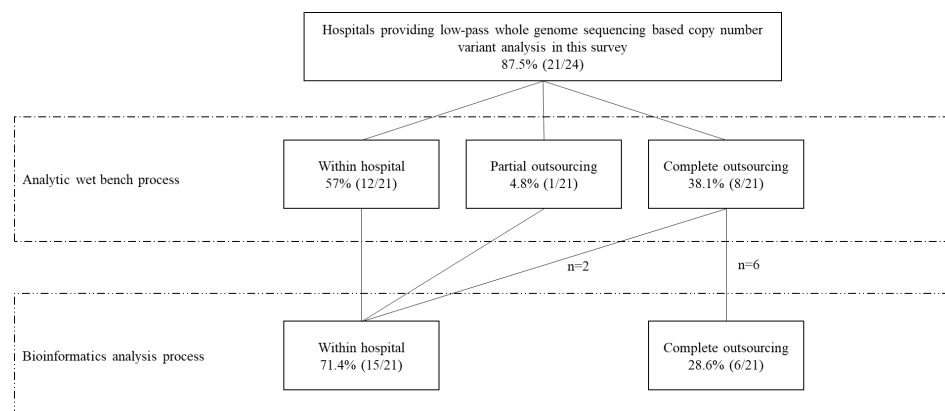 Hospitals providing low-pass whole genome sequencing based copy number
variant analysis in this survey
87.5% (21/24)
Analytic wet bench process
Within hospital
57% (12/21)
Partial outsourcing
4.8% (1/21)
Complete outsourcing
38.1% (8/21)
n=2
n=6
Bioinformatics analysis process
Within hospital
71.4% (15/21)
Complete outsourcing
28.6% (6/21)